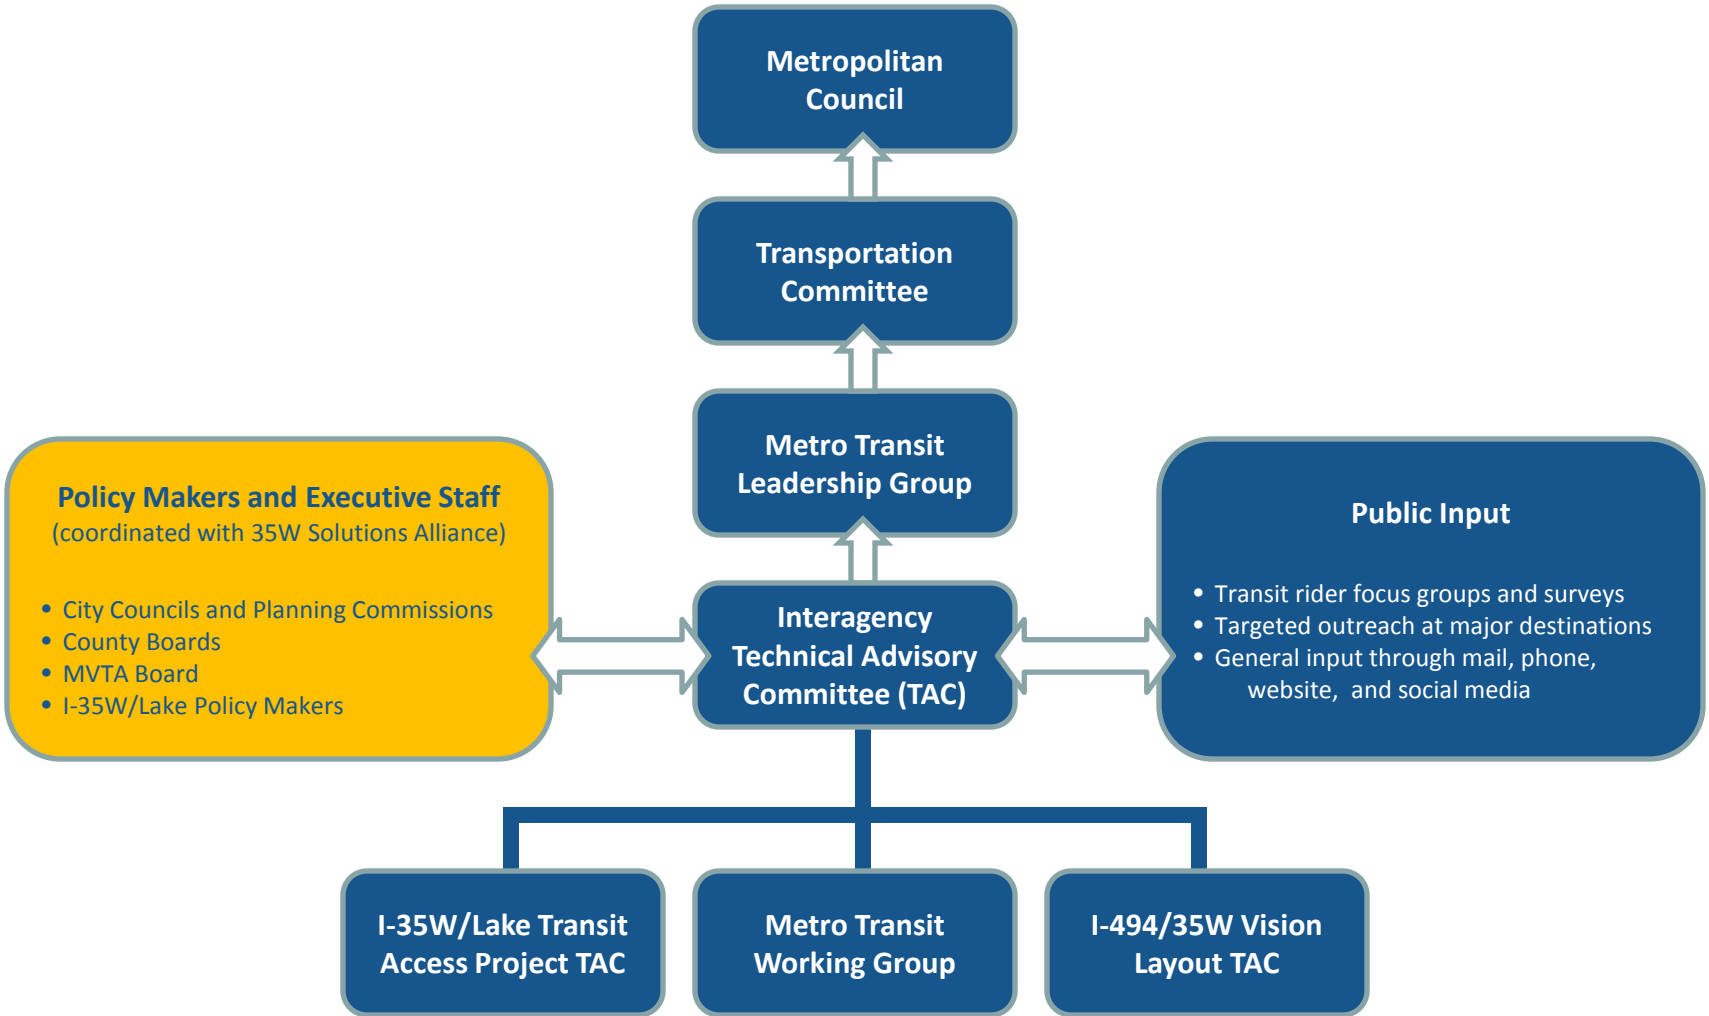 Metropolitan
Council
Transportation
Committee
Metro Transit
Leadership Group
Policy Makers and Executive Staff
(coordinated with 35W Solutions Alliance)
• City Councils and Planning Commissions
• County Boards
• MVTA Board
• I-35W/Lake Policy Makers
Interagency
Technical Advisory
Committee (TAC)
Public Input
• Transit rider focus groups and surveys
• Targeted outreach at major destinations
• General input through mail, phone,
website, and social media
I-35W/Lake Transit
Access Project TAC
Metro Transit
Working Group
I-494/35W Vision
Layout TAC